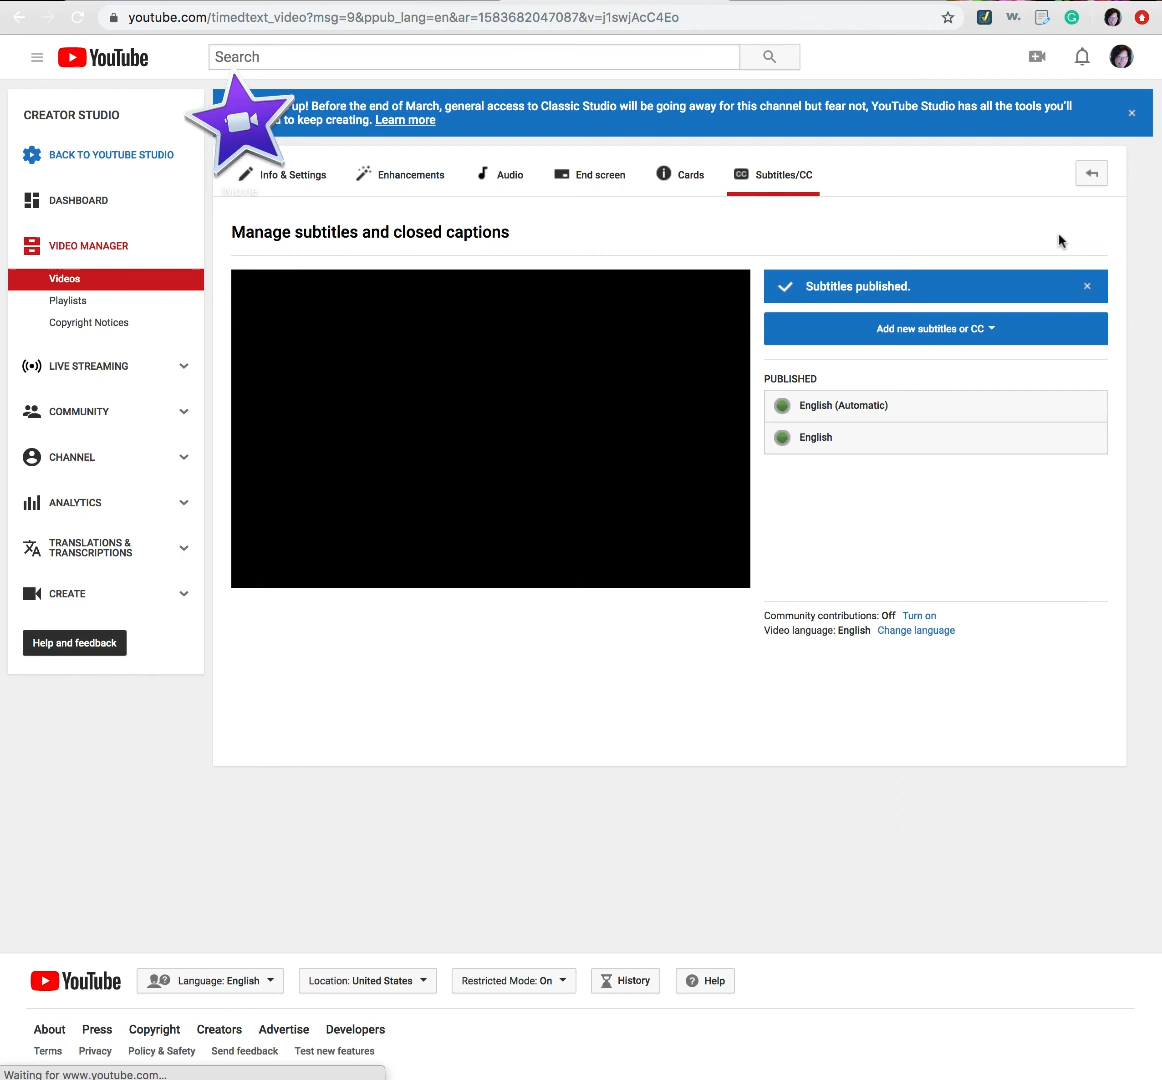 youtube.com/timedtext_video?msg=9&ppub_lang=en&ar=1583682047087&v=j1swjAcC4Eo
W.
G
YouTube
Search
CREATOR STUDIO
BACK TO YOUTUBE STUDIO
DASHBOARD
VIDEO MANAGER
Videos
Playlists
Copyright Notices
LIVE STREAMING
COMMUNITY
CHANNEL
ANALYTICS
TRANSLATIONS &
TRANSCRIPTIONS
CREATE
Help and feedback
up! Before the end of March, general access to Classic Studio will be going away for this channel but fear not, YouTube Studio has all the tools you'll
to keep creating. Learn more
iMovie
Info & Settings
Enhancements
Audio
End screen
Cards
CC Subtitles/CC
Manage subtitles and closed captions
Subtitles published.
Add new subtitles or CC
PUBLISHED
English (Automatic)
English
Community contributions: Off Turn on
Video language: English Change language
YouTube
Language: English
Location: United States
Restricted Mode: On
History
Help
About Press Copyright Creators Advertise Developers
Terms Privacy Policy & Safety Send feedback Test new features
Waiting for www.youtube.com...